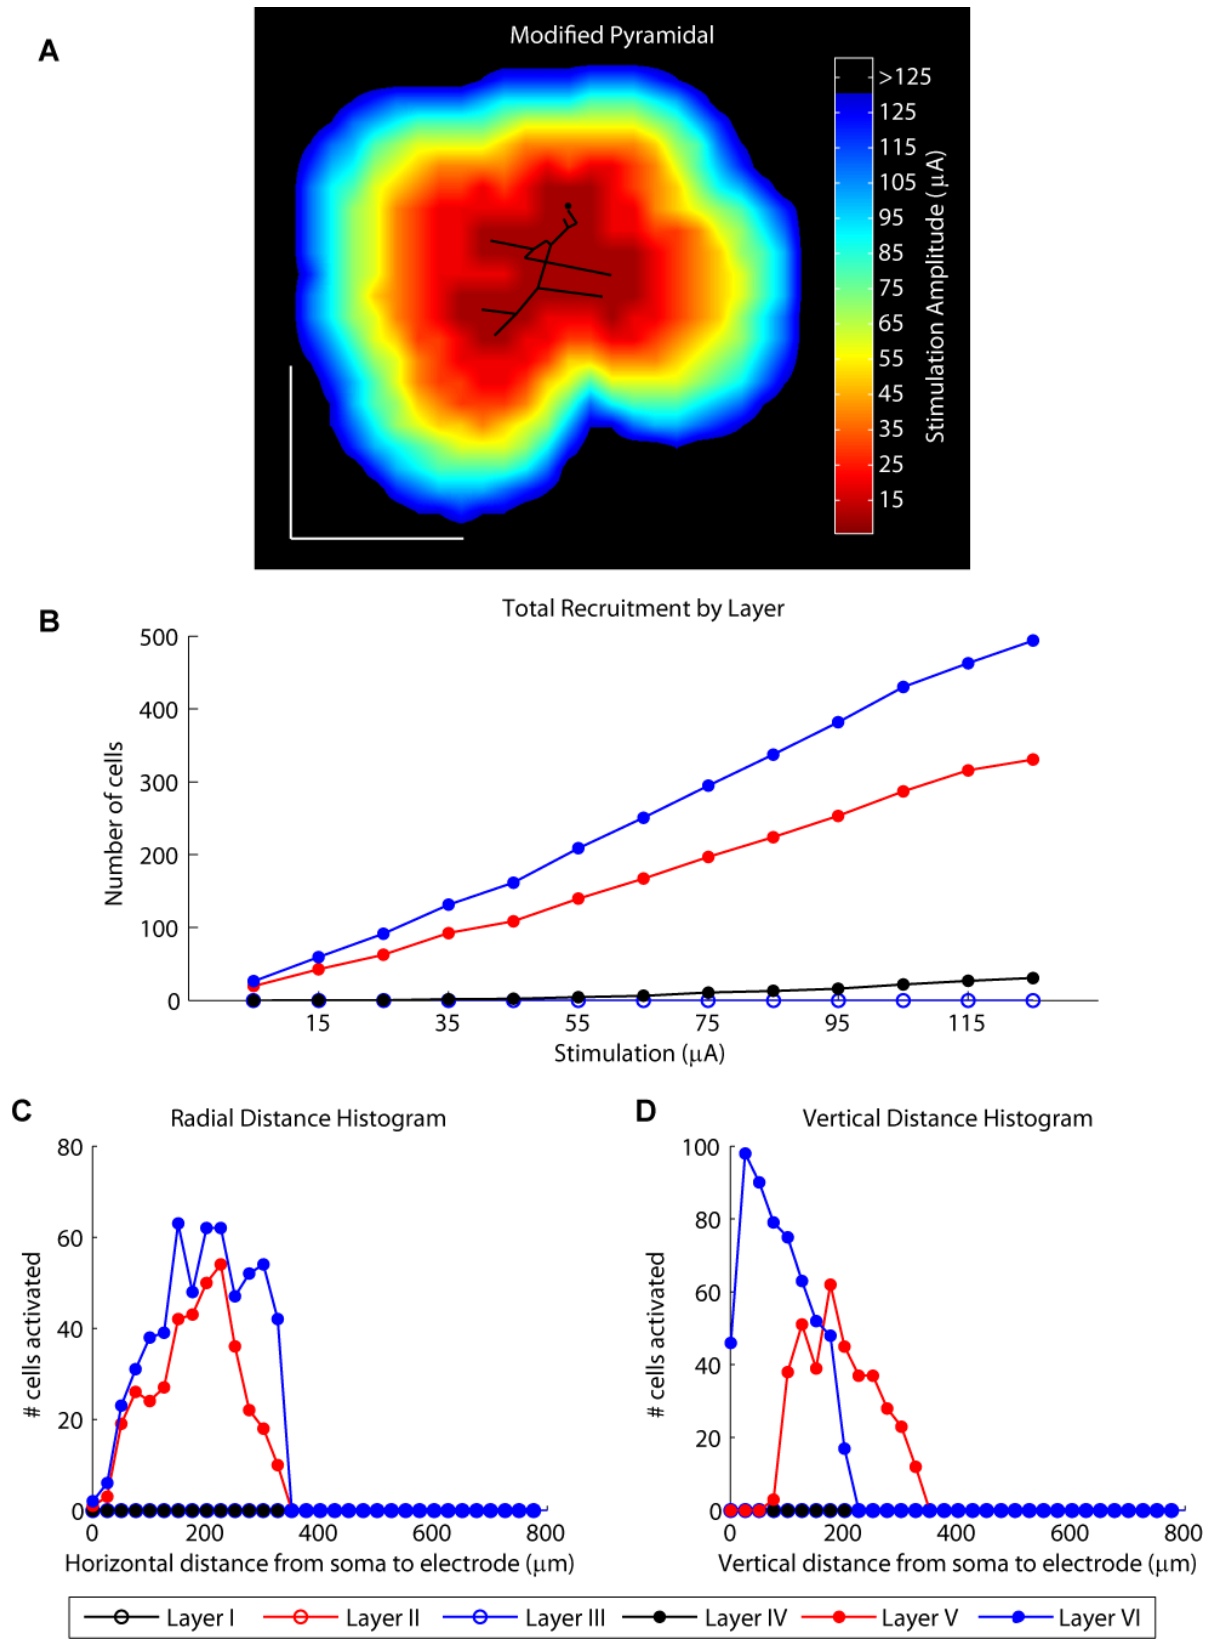 A
Modified Pyramidal
>125
125
115
105
95
85
75
65
55
45
35
25
15
Stimulation Amplitude (μA)
B
Total Recruitment by Layer
500
400
300
200
100
0
Number of cells
15 35 55 75 95 115
Stimulation (μA)
C
Radial Distance Histogram
80
60
40
20
0
# cells activated
0 200 400 600 800
Horizontal distance from soma to electrode (μm)
D
Vertical Distance Histogram
100
80
60
40
20
0
# cells activated
0 200 400 600 800
Vertical distance from soma to electrode (μm)
Layer I Layer II Layer III Layer IV Layer V Layer VI